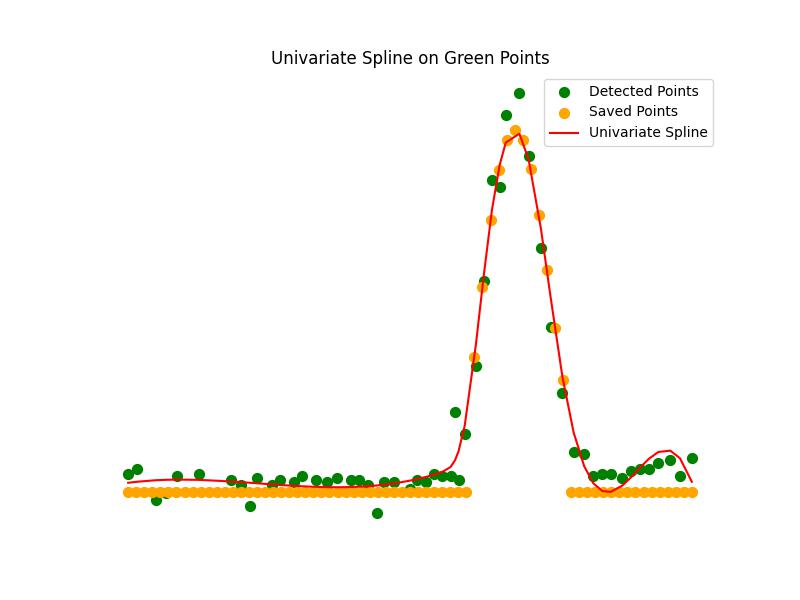 Univariate Spline on Green Points
Detected Points
Saved Points
Univariate Spline